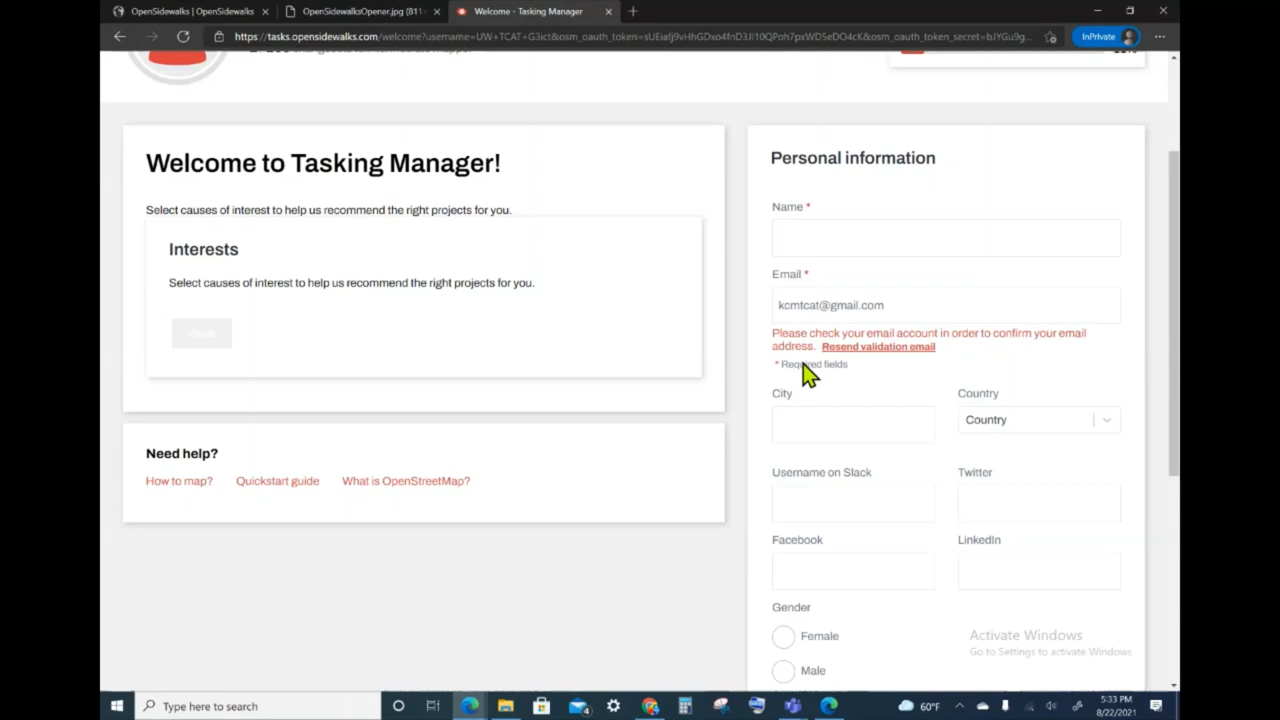 OpenSidewalks | OpenSidewalks
OpenSidewalksOpener.jpg (811×
Welcome - Tasking Manager
InPrivate
Welcome to Tasking Manager!
Select causes of interest to help us recommend the right projects for you.
Interests
Select causes of interest to help us recommend the right projects for you.
Need help?
How to map? Quickstart guide What is OpenStreetMap?
Personal information
Name *
Email *
kcmtcat@gmail.com
Please check your email account in order to confirm your email
address. Resend validation email
* Required fields
City Country
Country
Username on Slack Twitter
Facebook LinkedIn
Gender
Female
Male
Activate Windows
Go to Settings to activate Windows.
Type here to search
4
60°F
5:33 PM
8/22/2021